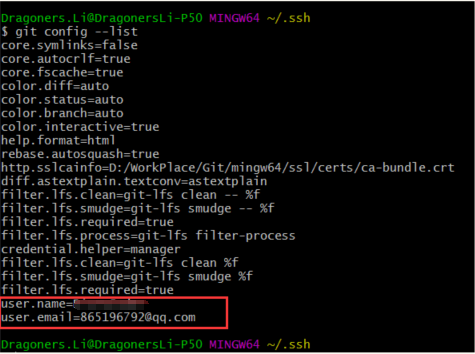 Dragoners.Li@DragonersLi-P50 MINGW64 ~/.ssh
$ git config --list
core.symlinks=false
core.autocrlf=true
core.fscache=true
color.diff=auto
color.status=auto
color.branch=auto
color.interactive=true
help.format=html
rebase.autosquash=true
http.sslcainfo=D:/WorkPlace/Git/mingw64/ssl/certs/ca-bundle.crt
diff.astextplain.textconv=astextplain
filter.lfs.clean=git-lfs clean -- %f
filter.lfs.smudge=git-lfs smudge -- %f
filter.lfs.required=true
filter.lfs.process=git-lfs filter-process
credential.helper=manager
filter.lfs.clean=git-lfs clean %f
filter.lfs.smudge=git-lfs smudge %f
filter.lfs.required=true
user.name=
user.email=865196792@qq.com
Dragoners.Li@DragonersLi-P50 MINGW64 ~/.ssh